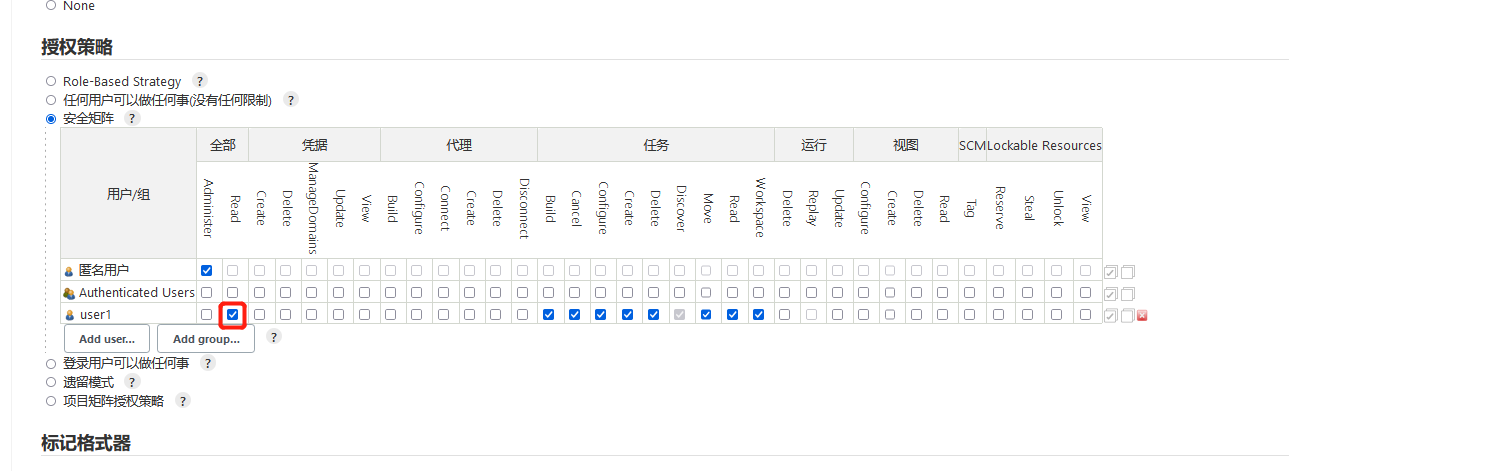 None
授权策略
Role-Based Strategy ?
任何用户可以做任何事(没有任何限制) ?
安全矩阵 ?
用户/组 全部 凭据 代理 任务 运行 视图 SCM Lockable Resources
Administer Read Create Delete ManageDomains Update View Build Configure Connect Create Delete Disconnect Build Cancel Configure Create Delete Discover Move Read Workspace Delete Replay Update Configure Create Delete Read Tag Reserve Steal Unlock View
匿名用户
Authenticated Users
user1
Add user... Add group... ?
登录用户可以做任何事 ?
遗留模式 ?
项目矩阵授权策略 ?
标记格式器